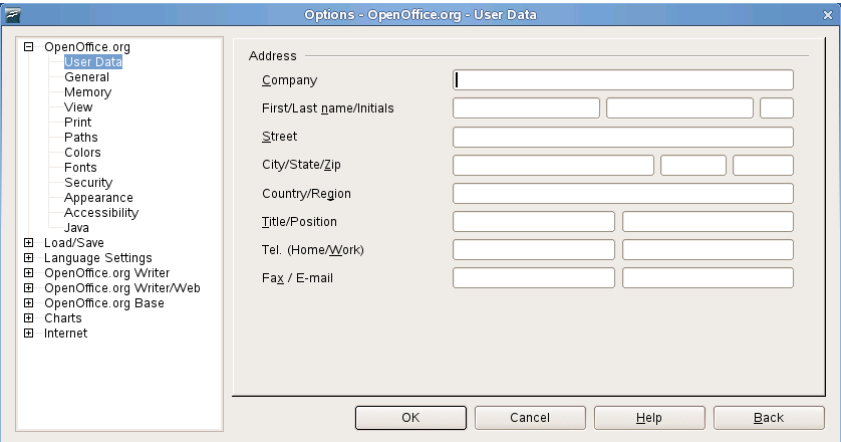 Options - OpenOffice.org - User Data
OpenOffice.org
User Data
General
Memory
View
Print
Paths
Colors
Fonts
Security
Appearance
Accessibility
Java
Load/Save
Language Settings
OpenOffice.org Writer
OpenOffice.org Writer/Web
OpenOffice.org Base
Charts
Internet
Address
Company
First/Last name/Initials
Street
City/State/Zip
Country/Region
Title/Position
Tel. (Home/Work)
Fax / E-mail
OK Cancel Help Back